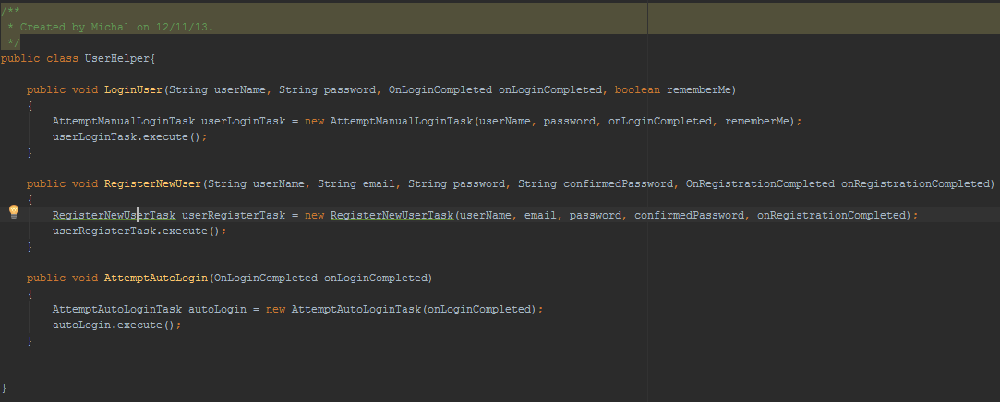 /**
 * Created by Michal on 12/11/13.
 */
public class UserHelper{
    public void LoginUser(String userName, String password, OnLoginCompleted onLoginCompleted, boolean rememberMe)
    {
        AttemptManualLoginTask userLoginTask = new AttemptManualLoginTask(userName, password, onLoginCompleted, rememberMe);
        userLoginTask.execute();
    }
    public void RegisterNewUser(String userName, String email, String password, String confirmedPassword, OnRegistrationCompleted onRegistrationCompleted)
    {
        RegisterNewUserTask userRegisterTask = new RegisterNewUserTask(userName, email, password, confirmedPassword, onRegistrationCompleted);
        userRegisterTask.execute();
    }
    public void AttemptAutoLogin(OnLoginCompleted onLoginCompleted)
    {
        AttemptAutoLoginTask autoLogin = new AttemptAutoLoginTask(onLoginCompleted);
        autoLogin.execute();
    }
}